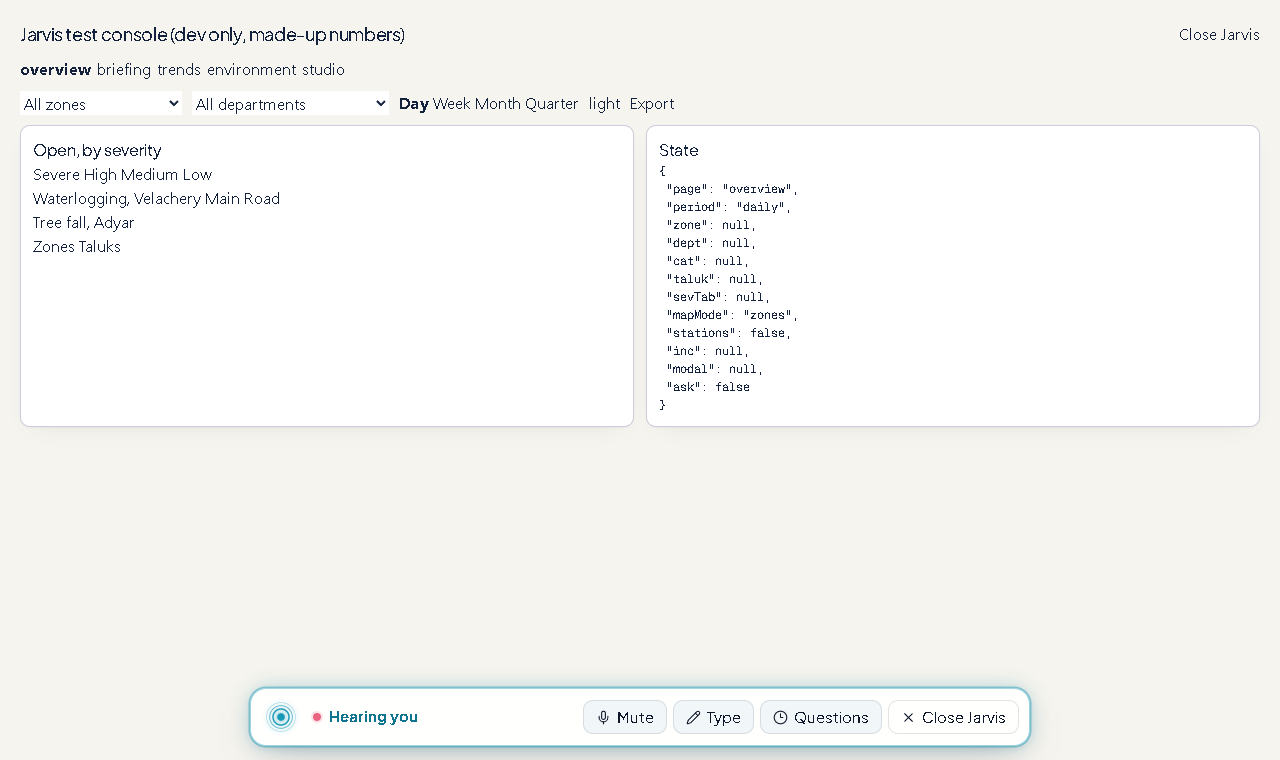 Jarvis test console (dev only, made-up numbers)
Close Jarvis
overview briefing trends environment studio
All zones All departments Day Week Month Quarter light Export
Open, by severity
Severe High Medium Low
Waterlogging, Velachery Main Road
Tree fall, Adyar
Zones Taluks
State
{
"page": "overview",
"period": "daily",
"zone": null,
"dept": null,
"cat": null,
"taluk": null,
"sevTab": null,
"mapMode": "zones",
"stations": false,
"inc": null,
"modal": null,
"ask": false
}
Hearing you Mute Type Questions Close Jarvis